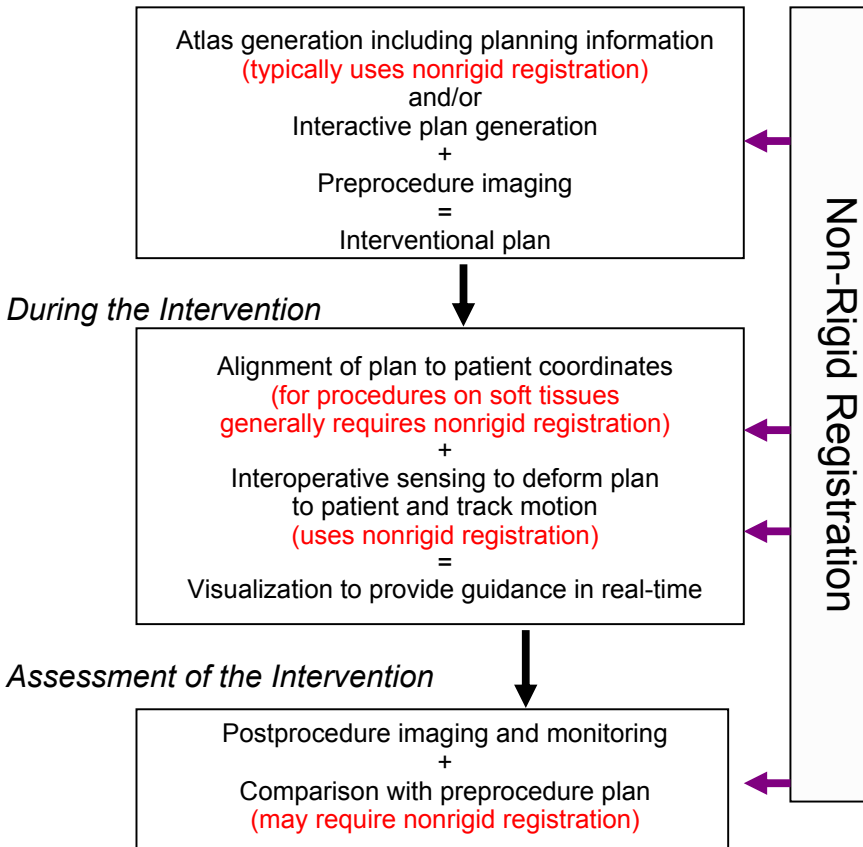 Atlas generation including planning information
(typically uses nonrigid registration)
and/or
Interactive plan generation
+
Preprocedure imaging
=
Interventional plan
During the Intervention
Alignment of plan to patient coordinates
(for procedures on soft tissues
generally requires nonrigid registration)
+
Interoperative sensing to deform plan
to patient and track motion
(uses nonrigid registration)
=
Visualization to provide guidance in real-time
Assessment of the Intervention
Postprocedure imaging and monitoring
+
Comparison with preprocedure plan
(may require nonrigid registration)
Non-Rigid Registration